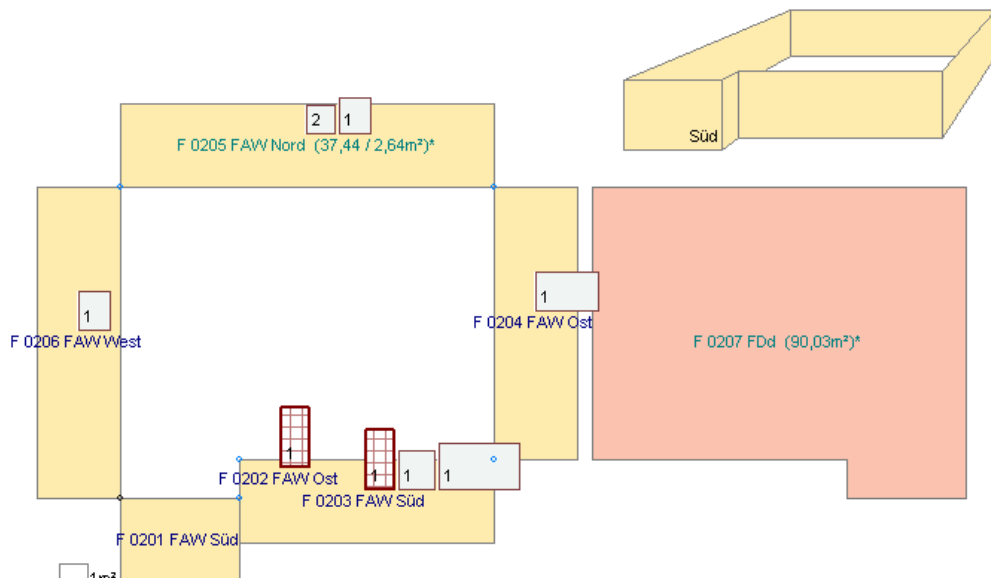 Süd
2 1
F 0205 FAW Nord (37,44 / 2,64m²)*
1
1
F 0204 FAW Ost
F 0206 FAW West
F 0207 FDd (90,03m²)*
1
F 0202 FAW Ost
1 1 1
F 0203 FAW Süd
F 0201 FAW Süd
1m²